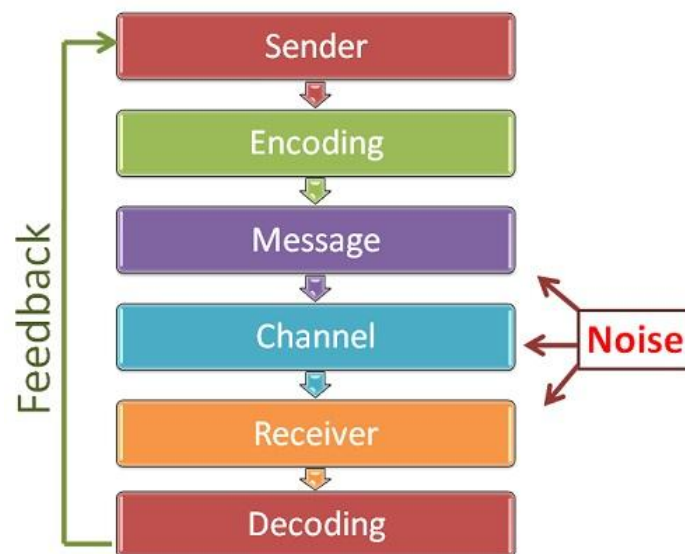 Sender
Encoding
Message
Channel
Noise
Receiver
Decoding
Feedback